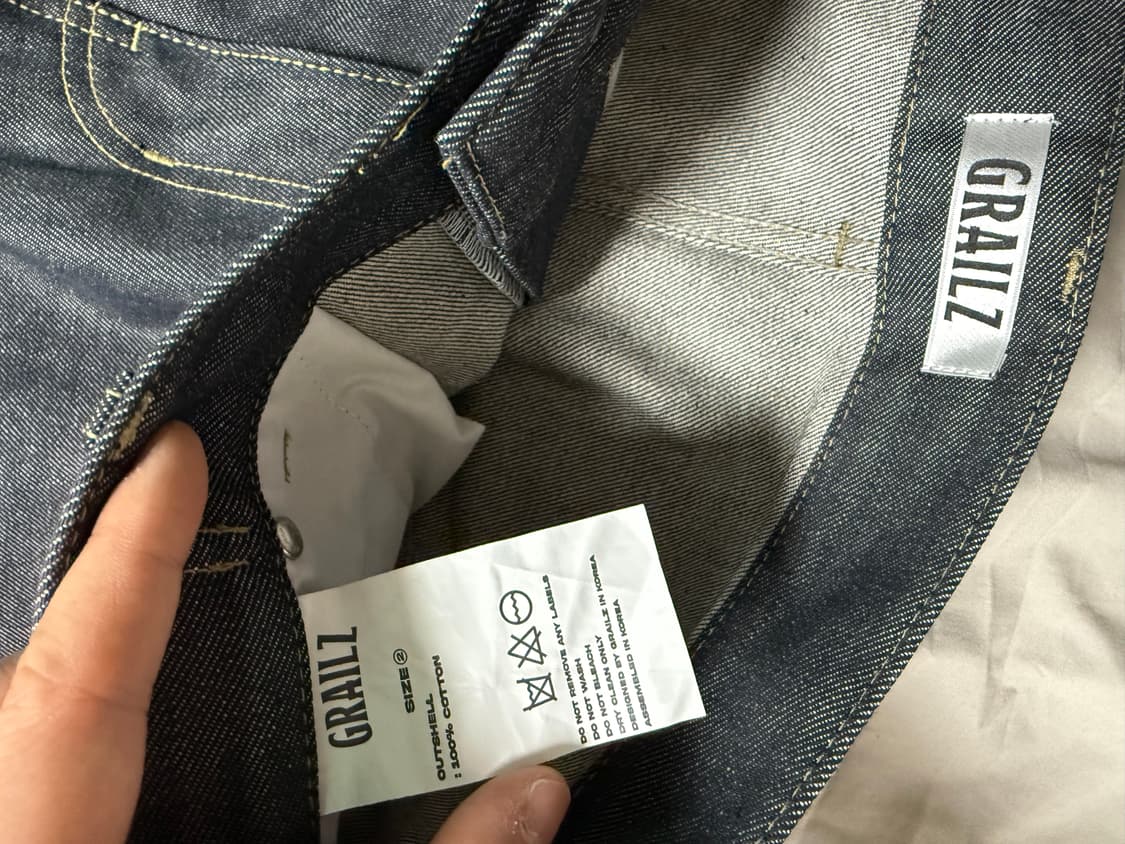 GRAILZ
SIZE ②
OUTSHELL
: 100% COTTON
DO NOT REMOVE ANY LABELS
DO NOT WASH
DO NOT BLEACH
DRY CLEAN ONLY
DESIGNED BY GRAILZ IN KOREA
ASSEMBLED IN KOREA
GRAILZ